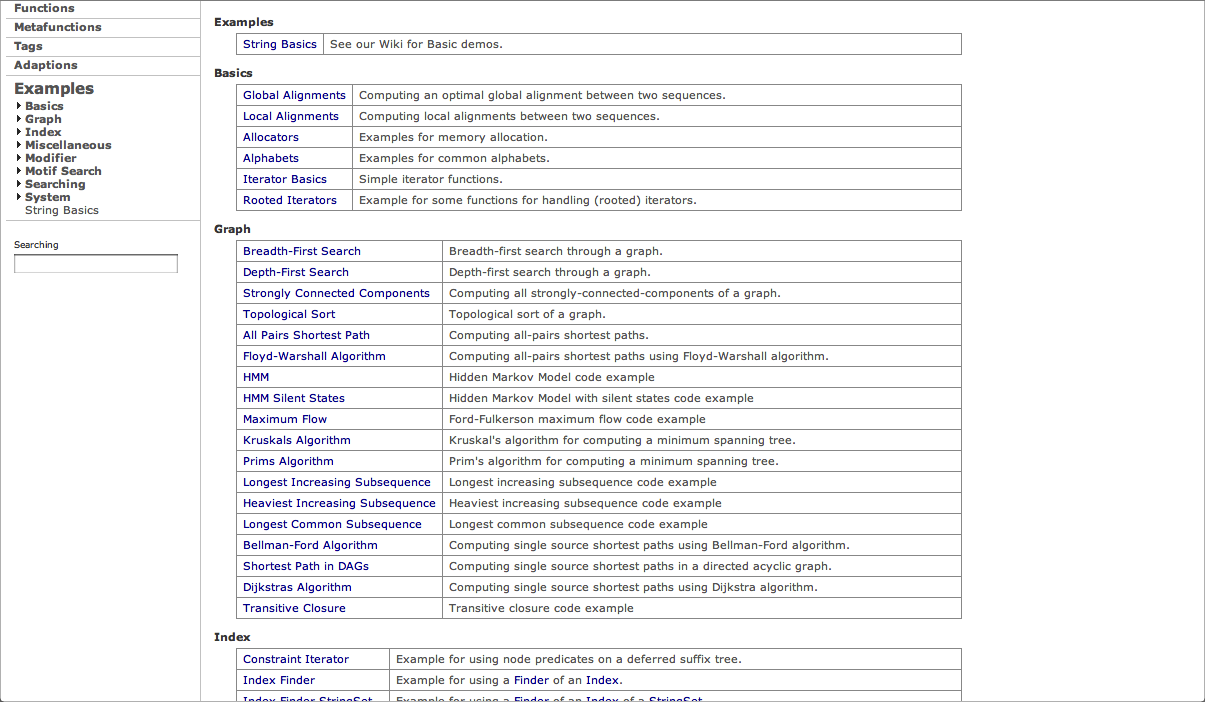 Functions
Metafunctions
Tags
Adaptions
Examples
Basics
Graph
Index
Miscellaneous
Modifier
Motif Search
Searching
System
String Basics
Searching
Examples
String Basics See our Wiki for Basic demos.
Basics
Global Alignments Computing an optimal global alignment between two sequences.
Local Alignments Computing local alignments between two sequences.
Allocators Examples for memory allocation.
Alphabets Examples for common alphabets.
Iterator Basics Simple iterator functions.
Rooted Iterators Example for some functions for handling (rooted) iterators.
Graph
Breadth-First Search Breadth-first search through a graph.
Depth-First Search Depth-first search through a graph.
Strongly Connected Components Computing all strongly-connected-components of a graph.
Topological Sort Topological sort of a graph.
All Pairs Shortest Path Computing all-pairs shortest paths.
Floyd-Warshall Algorithm Computing all-pairs shortest paths using Floyd-Warshall algorithm.
HMM Hidden Markov Model code example
HMM Silent States Hidden Markov Model with silent states code example
Maximum Flow Ford-Fulkerson maximum flow code example
Kruskals Algorithm Kruskal's algorithm for computing a minimum spanning tree.
Prims Algorithm Prim's algorithm for computing a minimum spanning tree.
Longest Increasing Subsequence Longest increasing subsequence code example
Heaviest Increasing Subsequence Heaviest increasing subsequence code example
Longest Common Subsequence Longest common subsequence code example
Bellman-Ford Algorithm Computing single source shortest paths using Bellman-Ford algorithm.
Shortest Path in DAGs Computing single source shortest paths in a directed acyclic graph.
Dijkstras Algorithm Computing single source shortest paths using Dijkstra algorithm.
Transitive Closure Transitive closure code example
Index
Constraint Iterator Example for using node predicates on a deferred suffix tree.
Index Finder Example for using a Finder of an Index.
Index Finder StringSet Example for using a Finder of an Index of a StringSet.